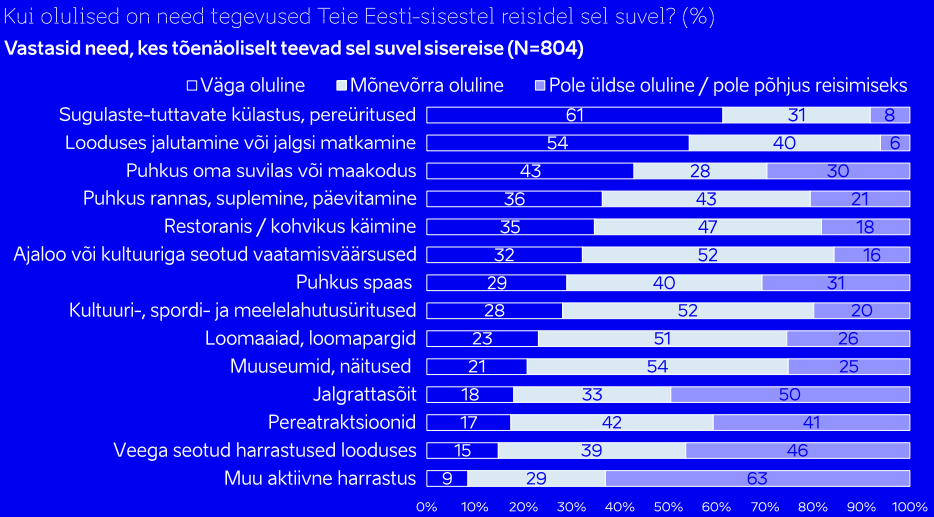 Kui olulised on need tegevused Teie Eesti-sisestel reisidel sel suvel? (%)
Vastasid need, kes tõenäoliselt teevad sel suvel sisereise (N=804)
Väga oluline Mõnevõrra oluline Pole üldse oluline / pole põhjus reisimiseks
Sugulaste-tuttavate külastus, pereüritused 61 31 8
Looduses jalutamine või jalgsi matkamine 54 40 6
Puhkus oma suvilas või maakodus 43 28 30
Puhkus rannas, suplemine, päevitamine 36 43 21
Restoranis / kohvikus käimine 35 47 18
Ajaloo või kultuuriga seotud vaatamisväärsused 32 52 16
Puhkus spaas 29 40 31
Kultuuri-, spordi- ja meelelahutusüritused 28 52 20
Loomaaiad, loomapargid 23 51 26
Muuseumid, näitused 21 54 25
Jalgrattasõit 18 33 50
Pereatraktsioonid 17 42 41
Veega seotud harrastused looduses 15 39 46
Muu aktiivne harrastus 9 29 63
0% 10% 20% 30% 40% 50% 60% 70% 80% 90% 100%